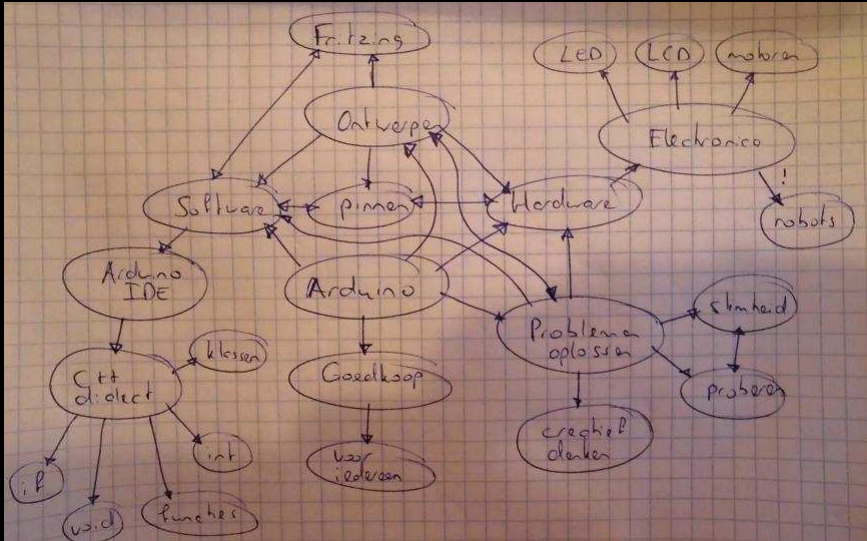 Fritzing
LED
LCD
motoren
Ontwerpen
Electronica
!
Software
pinnen
Hardware
robots
Arduino
IDE
Arduino
Problemen
oplossen
slimheid
klassen
C++
dialect
Goedkoop
proberen
creatief
denken
int
voor
iedereen
if
void
functies